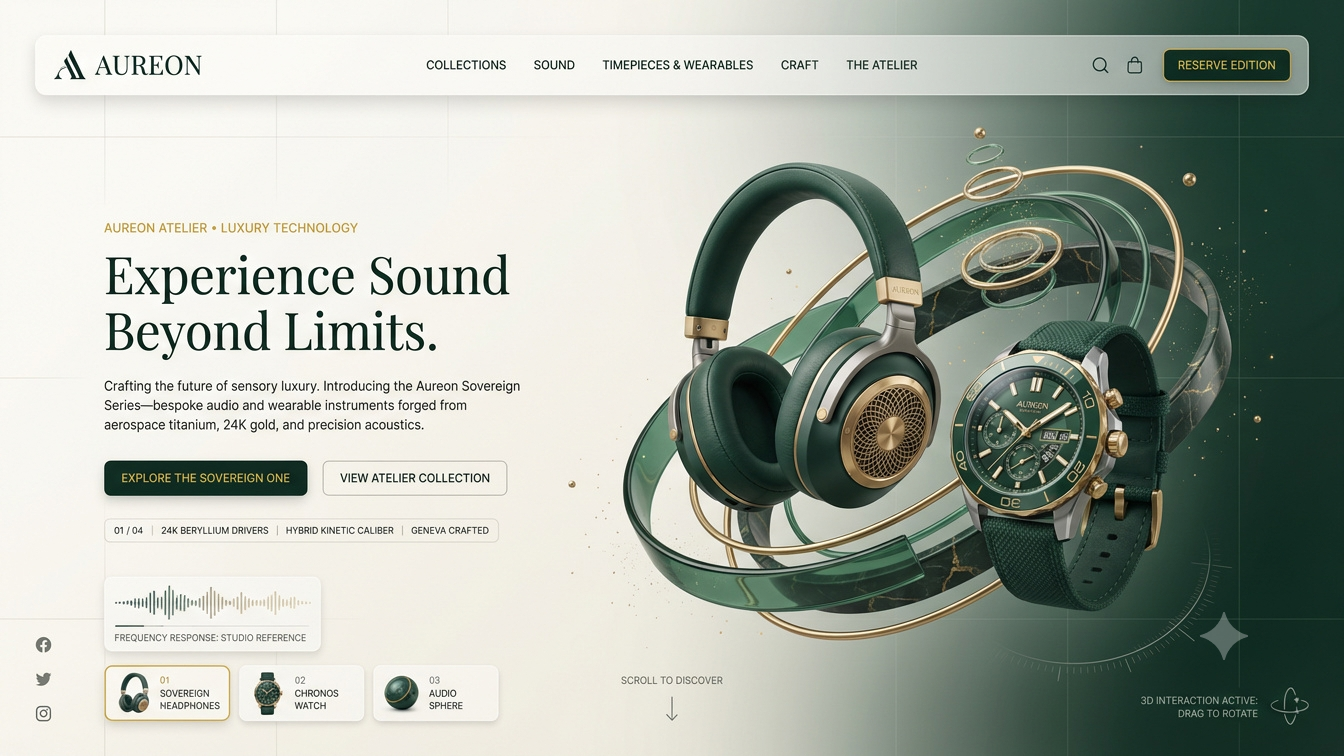 AUREON
COLLECTIONS
SOUND
TIMEPIECES & WEARABLES
CRAFT
THE ATELIER
RESERVE EDITION
AUREON ATELIER • LUXURY TECHNOLOGY
Experience Sound
Beyond Limits.
Crafting the future of sensory luxury. Introducing the Aureon Sovereign
Series—bespoke audio and wearable instruments forged from
aerospace titanium, 24K gold, and precision acoustics.
EXPLORE THE SOVEREIGN ONE
VIEW ATELIER COLLECTION
01 / 04 | 24K BERYLLIUM DRIVERS | HYBRID KINETIC CALIBER | GENEVA CRAFTED
FREQUENCY RESPONSE: STUDIO REFERENCE
01
SOVEREIGN
HEADPHONES
02
CHRONOS
WATCH
03
AUDIO
SPHERE
SCROLL TO DISCOVER
AUREON
AUREON
10
20
30
40
3D INTERACTION ACTIVE:
DRAG TO ROTATE